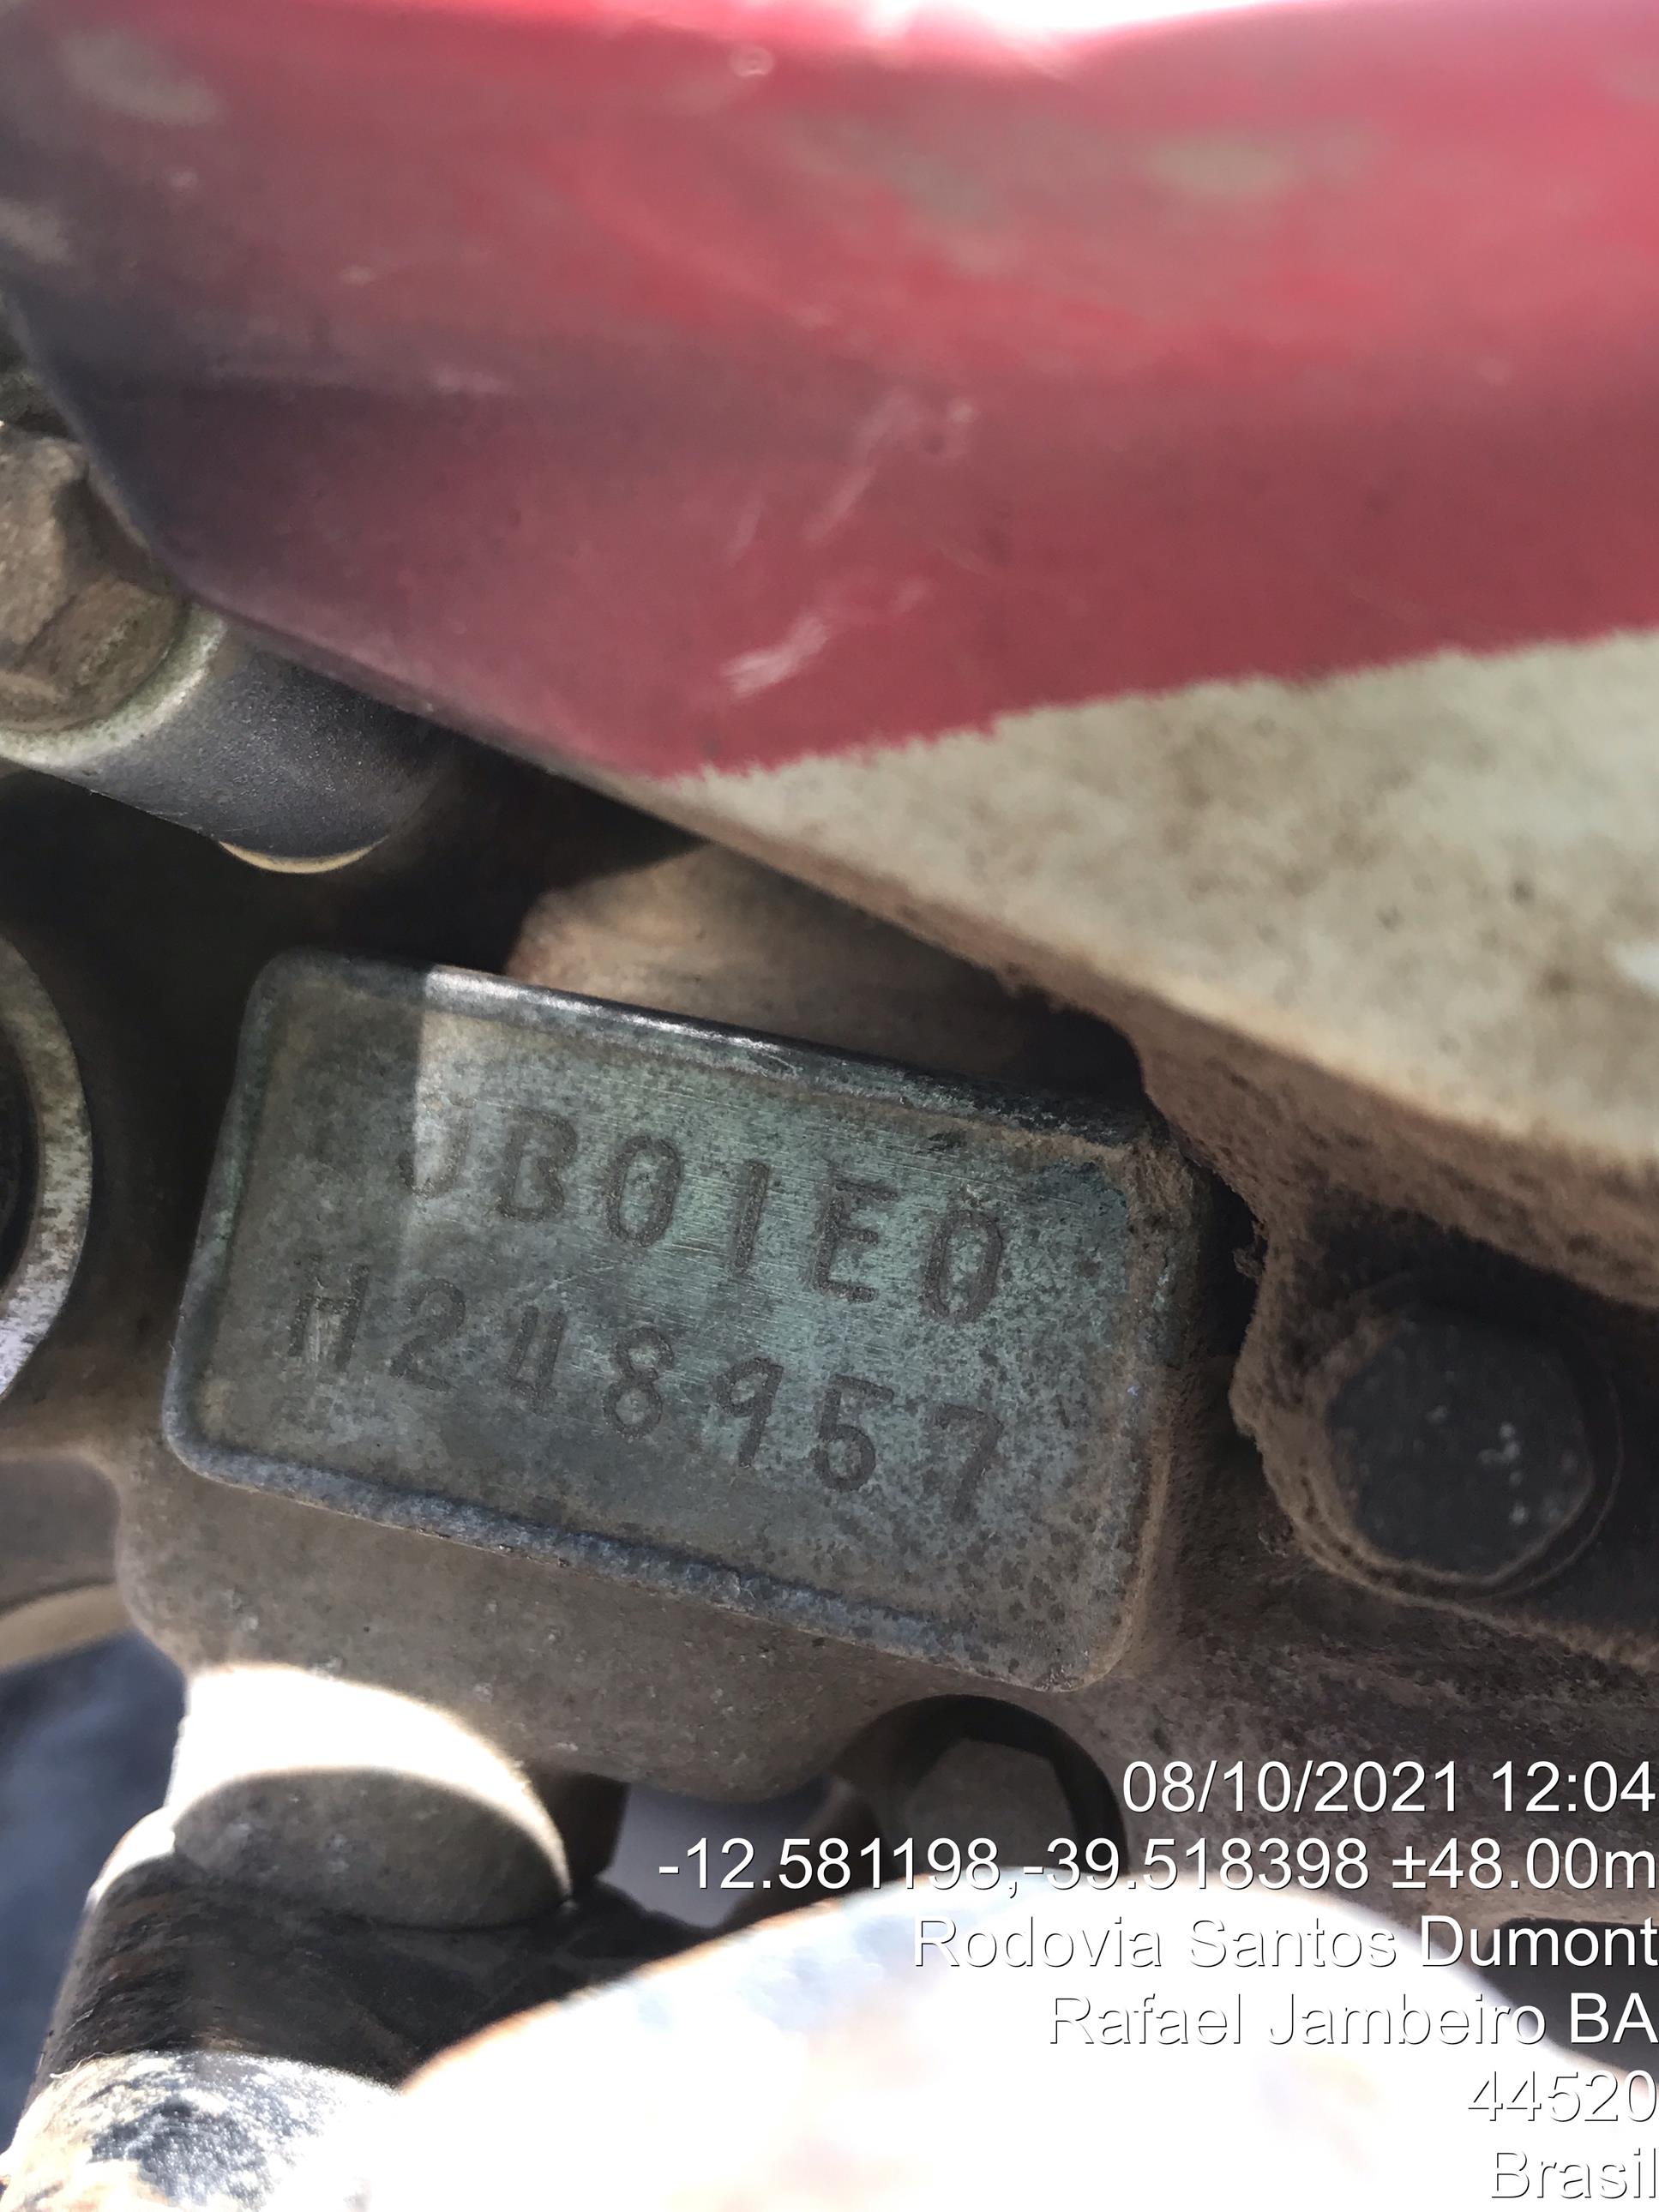 JB01E0
H248957
08/10/2021 12:04
-12.581198,-39.518398 ±48.00m
Rodovia Santos Dumont
Rafael Jambeiro BA
44520
Brasil